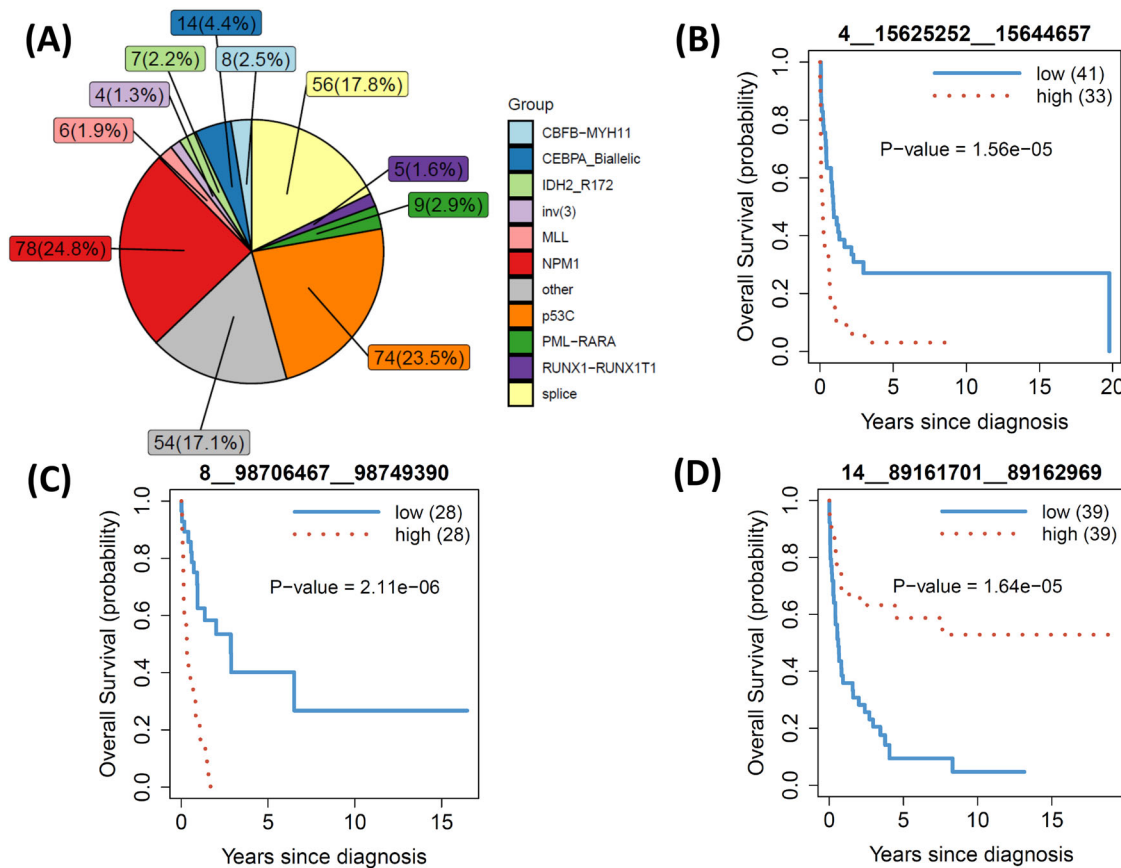 (A)
14(4.4%)
7(2.2%)
8(2.5%)
4(1.3%)
56(17.8%)
6(1.9%)
5(1.6%)
9(2.9%)
78(24.8%)
74(23.5%)
54(17.1%)
Group
CBFB−MYH11
CEBPA_Biallelic
IDH2_R172
inv(3)
MLL
NPM1
other
p53C
PML−RARA
RUNX1−RUNX1T1
splice
(B)
4__15625252__15644657
low (41)
high (33)
P−value = 1.56e−05
Overall Survival (probability)
1.0
0.8
0.6
0.4
0.2
0.0
0 5 10 15 20
Years since diagnosis
(C)
8__98706467__98749390
low (28)
high (28)
P−value = 2.11e−06
Overall Survival (probability)
1.0
0.8
0.6
0.4
0.2
0.0
0 5 10 15
Years since diagnosis
(D)
14__89161701__89162969
low (39)
high (39)
P−value = 1.64e−05
Overall Survival (probability)
1.0
0.8
0.6
0.4
0.2
0.0
0 5 10 15
Years since diagnosis